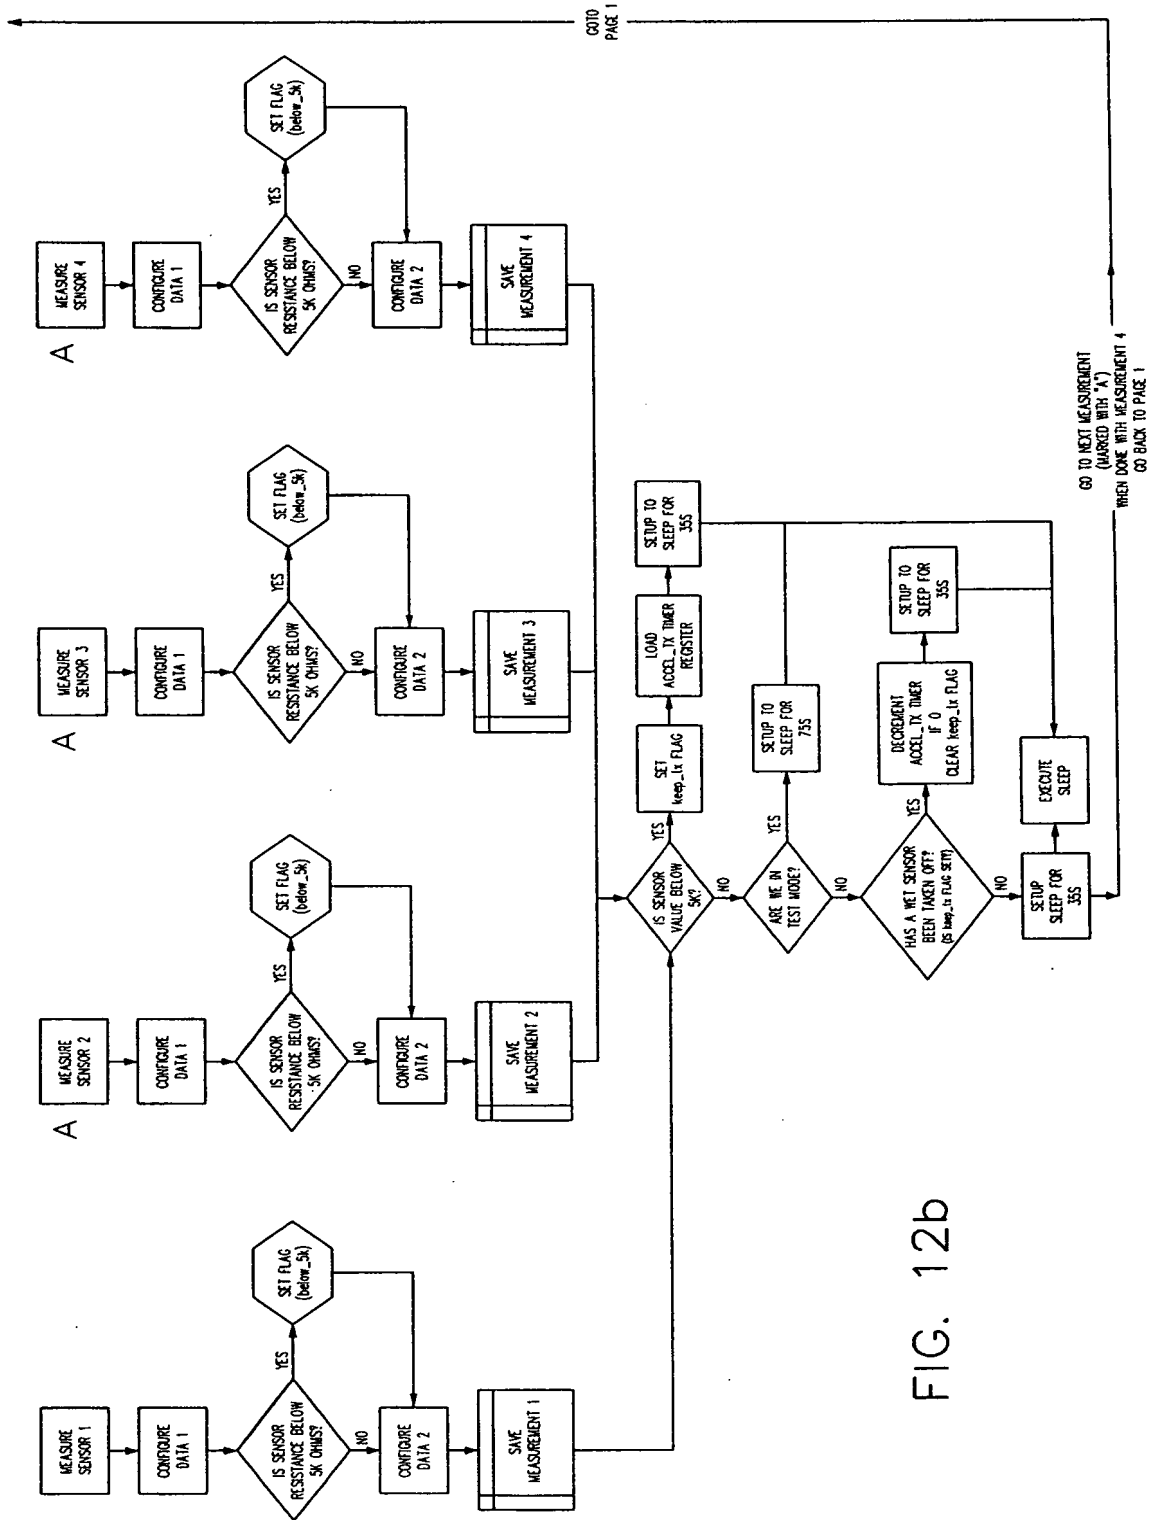 MEASURE
SENSOR 1
CONFIGURE
DATA 1
IS SENSOR
RESISTANCE BELOW
5K OHMS?
YES
SET FLAG
(below_5k)
NO
CONFIGURE
DATA 2
SAVE
MEASUREMENT 1
A
MEASURE
SENSOR 2
CONFIGURE
DATA 1
IS SENSOR
RESISTANCE BELOW
5K OHMS?
YES
SET FLAG
(below_5k)
NO
CONFIGURE
DATA 2
SAVE
MEASUREMENT 2
A
MEASURE
SENSOR 3
CONFIGURE
DATA 1
IS SENSOR
RESISTANCE BELOW
5K OHMS?
YES
SET FLAG
(below_5k)
NO
CONFIGURE
DATA 2
SAVE
MEASUREMENT 3
A
MEASURE
SENSOR 4
CONFIGURE
DATA 1
IS SENSOR
RESISTANCE BELOW
5K OHMS?
YES
SET FLAG
(below_5k)
NO
CONFIGURE
DATA 2
SAVE
MEASUREMENT 4
IS SENSOR
VALUE BELOW
5K?
YES
SET
keep_tx FLAG
LOAD
ACCEL_TX TIMER
REGISTER
SETUP TO
SLEEP FOR
35S
NO
ARE WE IN
TEST MODE?
YES
SETUP TO
SLEEP FOR
75S
NO
HAS A WET SENSOR
BEEN TAKEN OFF?
(IS keep_tx FLAG SET?)
YES
DECREMENT
ACCEL_TX TIMER
IF 0
CLEAR keep_tx FLAG
SETUP TO
SLEEP FOR
35S
NO
SETUP
SLEEP FOR
35S
EXECUTE
SLEEP
GO TO NEXT MEASUREMENT
(MARKED WITH "A")
WHEN DONE WITH MEASUREMENT 4
GO BACK TO PAGE 1
GOTO
PAGE 1
FIG. 12b